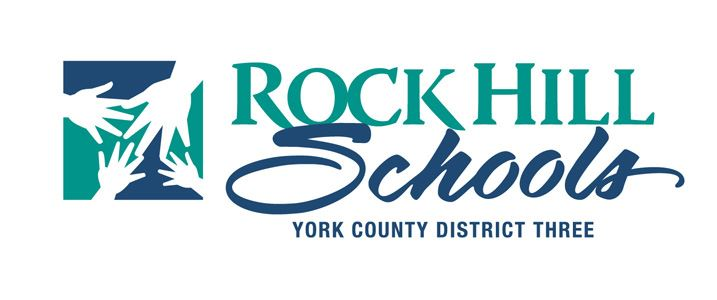 ROCK HILL
Schools
YORK COUNTY DISTRICT THREE